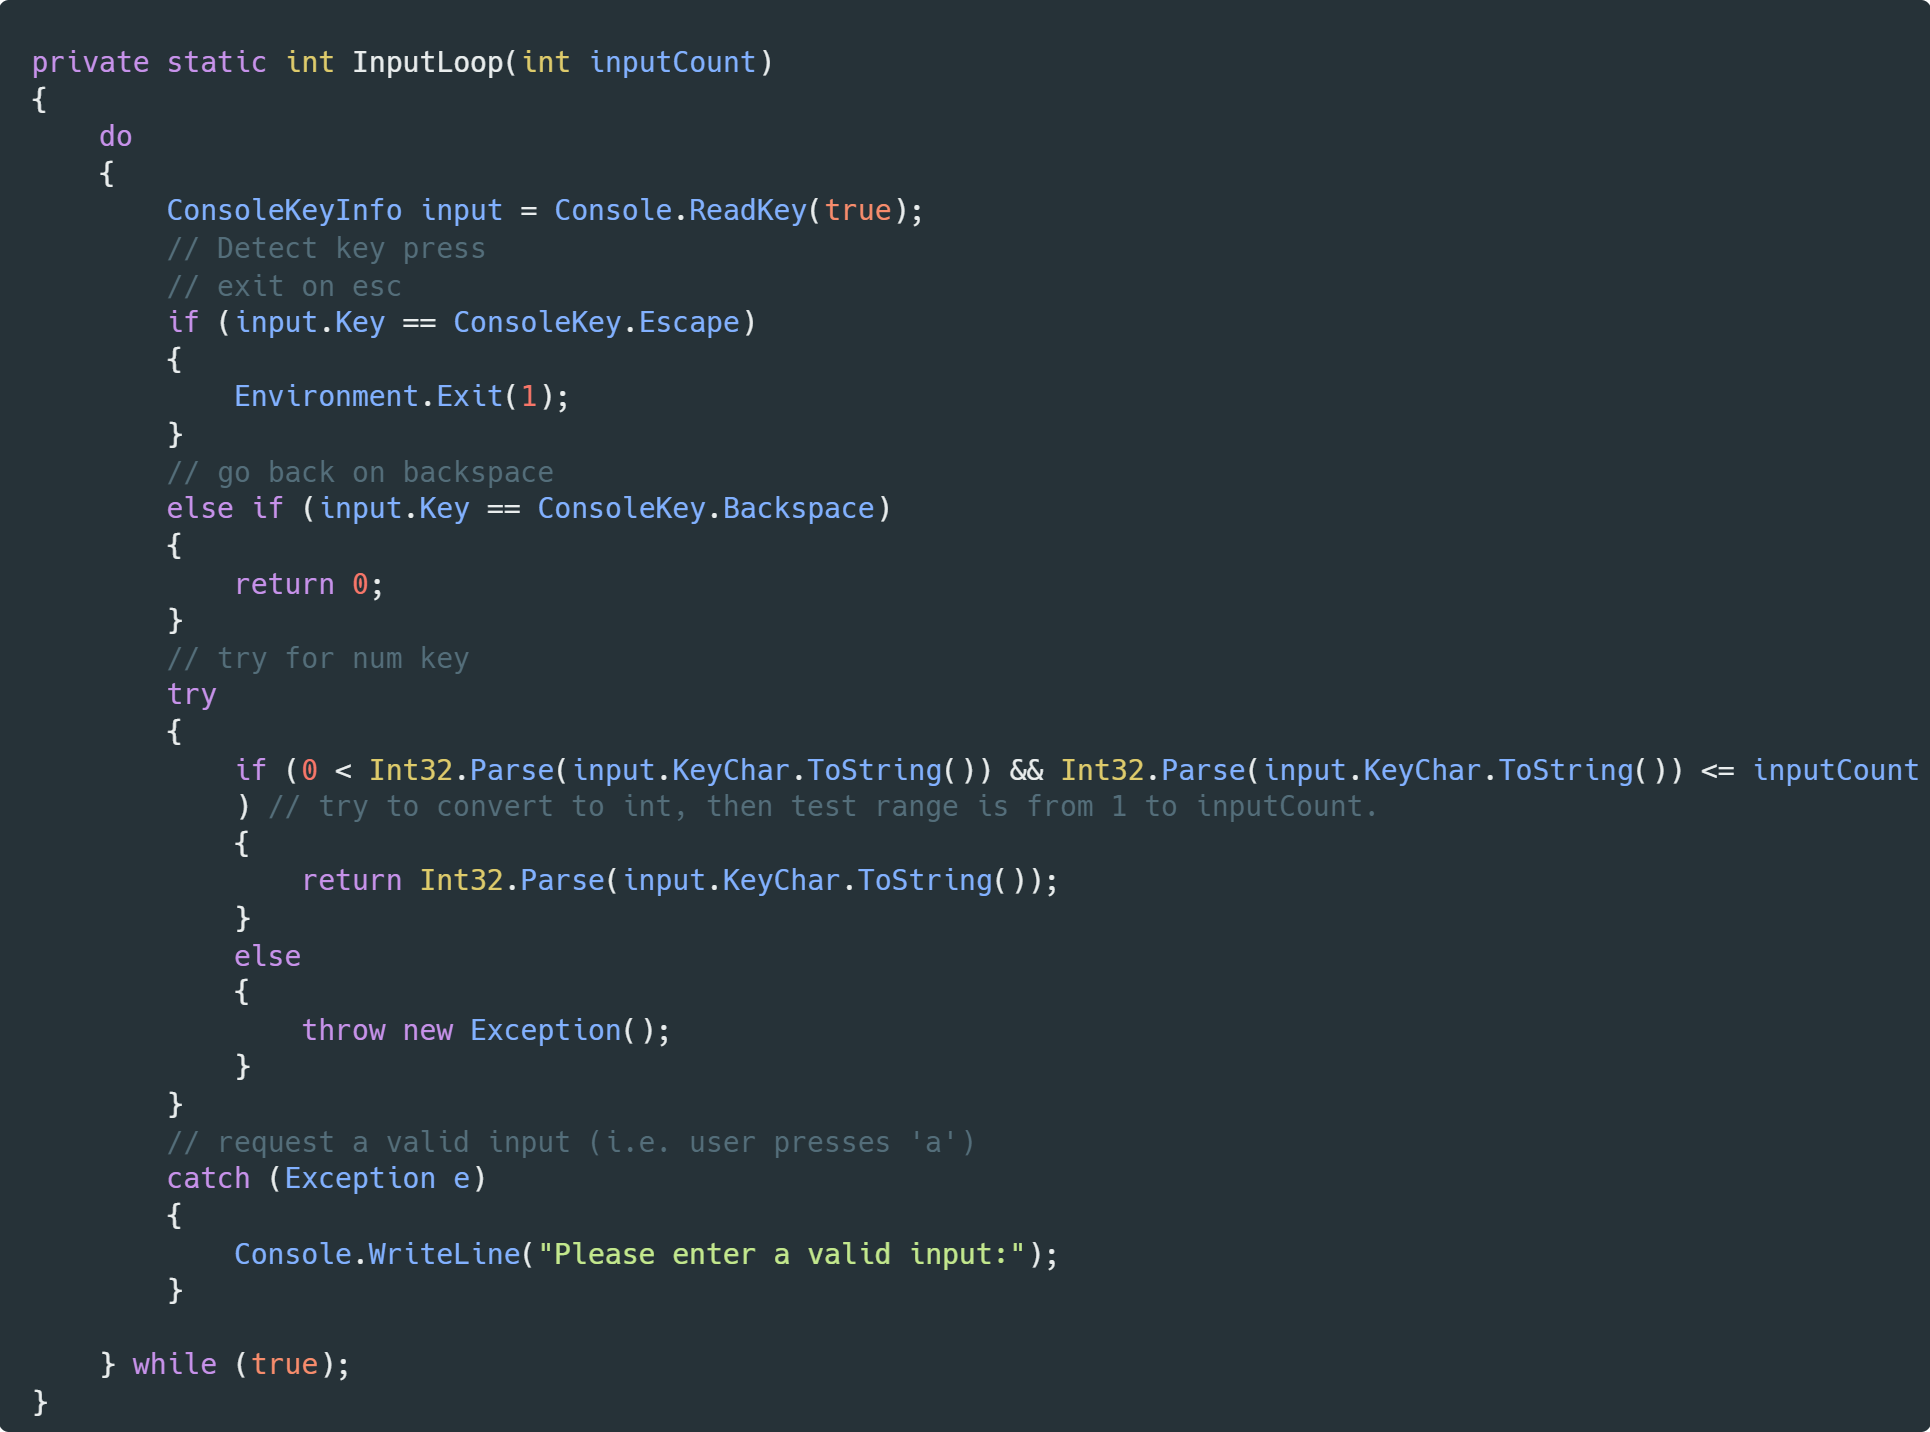 private static int InputLoop(int inputCount)
{
    do
    {
        ConsoleKeyInfo input = Console.ReadKey(true);
        // Detect key press
        // exit on esc
        if (input.Key == ConsoleKey.Escape)
        {
            Environment.Exit(1);
        }
        // go back on backspace
        else if (input.Key == ConsoleKey.Backspace)
        {
            return 0;
        }
        // try for num key
        try
        {
            if (0 < Int32.Parse(input.KeyChar.ToString()) && Int32.Parse(input.KeyChar.ToString()) <= inputCount
            ) // try to convert to int, then test range is from 1 to inputCount.
            {
                return Int32.Parse(input.KeyChar.ToString());
            }
            else
            {
                throw new Exception();
            }
        }
        // request a valid input (i.e. user presses 'a')
        catch (Exception e)
        {
            Console.WriteLine("Please enter a valid input:");
        }

    } while (true);
}